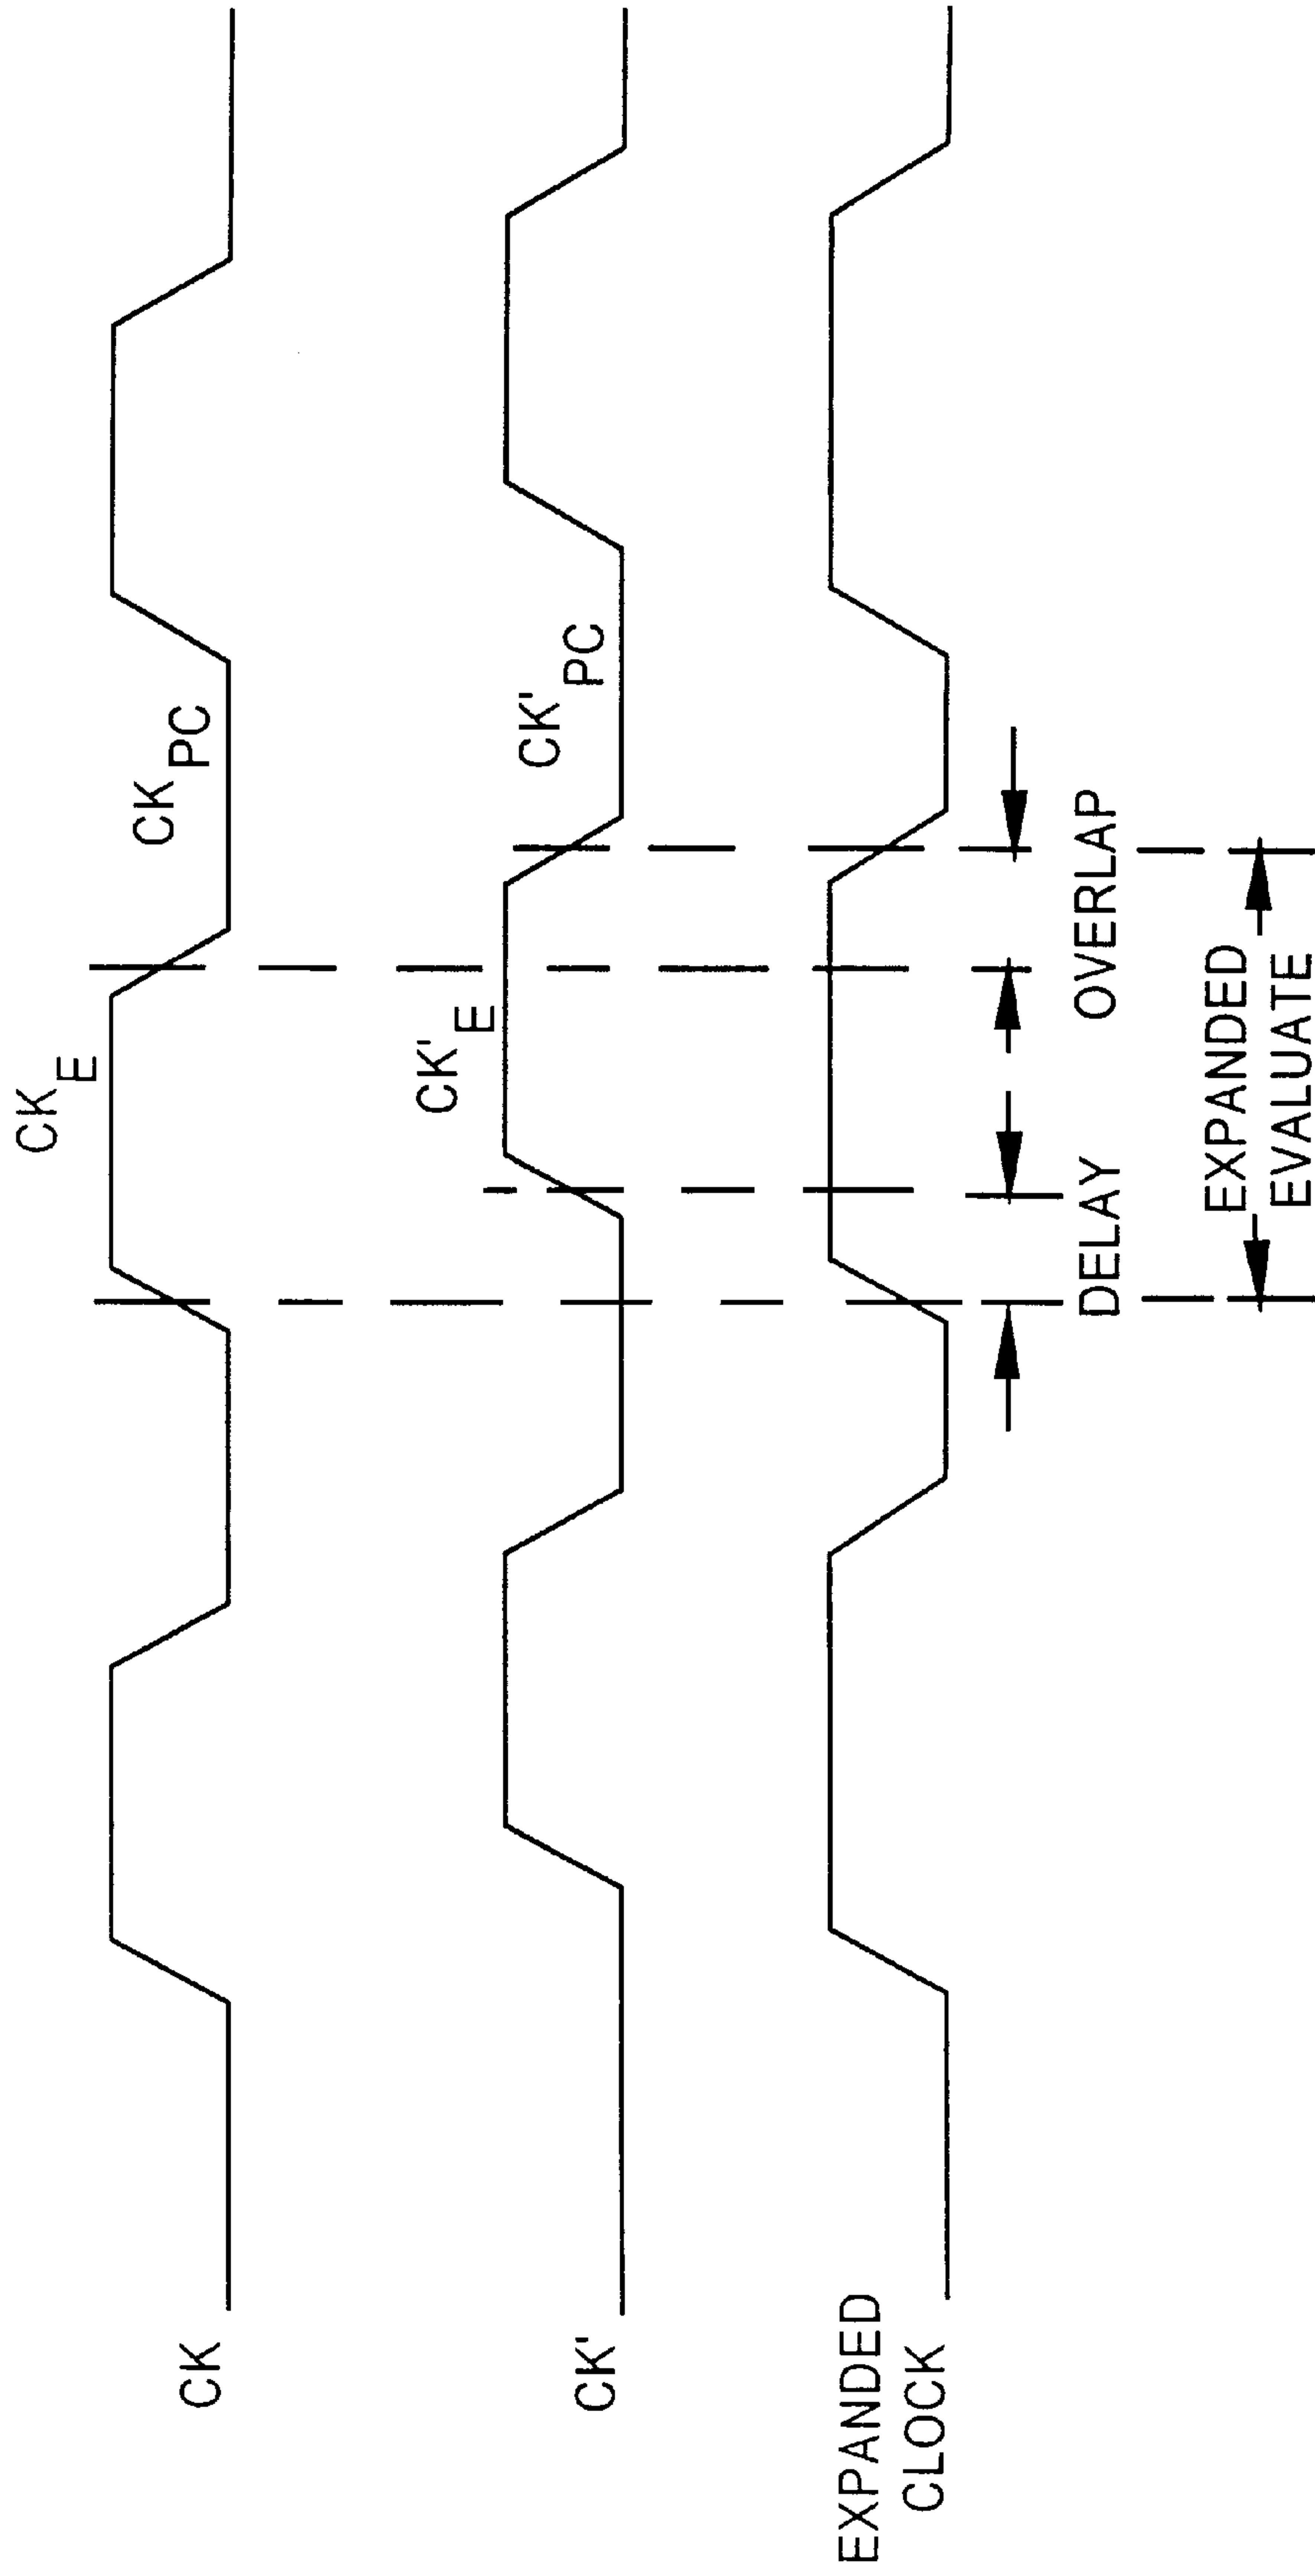 CK
CK E
CK PC
CK'
CK' E
CK' PC
EXPANDED
CLOCK
DELAY
OVERLAP
EXPANDED
EVALUATE